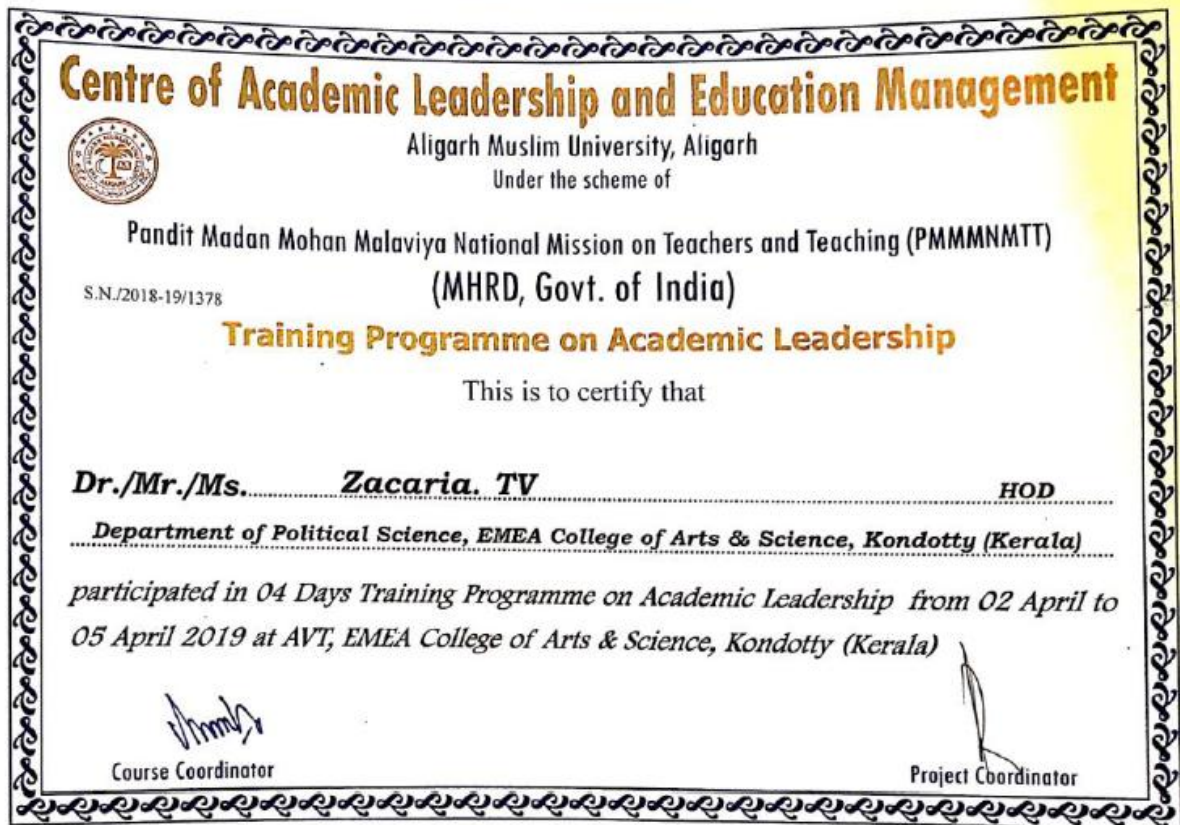 Centre of Academic Leadership and Education Management
Aligarh Muslim University, Aligarh
Under the scheme of
Pandit Madan Mohan Malaviya National Mission on Teachers and Teaching (PMMMNMTT)
(MHRD, Govt. of India)
S.N./2018-19/1378
Training Programme on Academic Leadership
This is to certify that
Dr./Mr./Ms. Zacaria. TV HOD
Department of Political Science, EMEA College of Arts & Science, Kondotty (Kerala)
participated in 04 Days Training Programme on Academic Leadership from 02 April to
05 April 2019 at AVT, EMEA College of Arts & Science, Kondotty (Kerala)
Course Coordinator
Project Coordinator